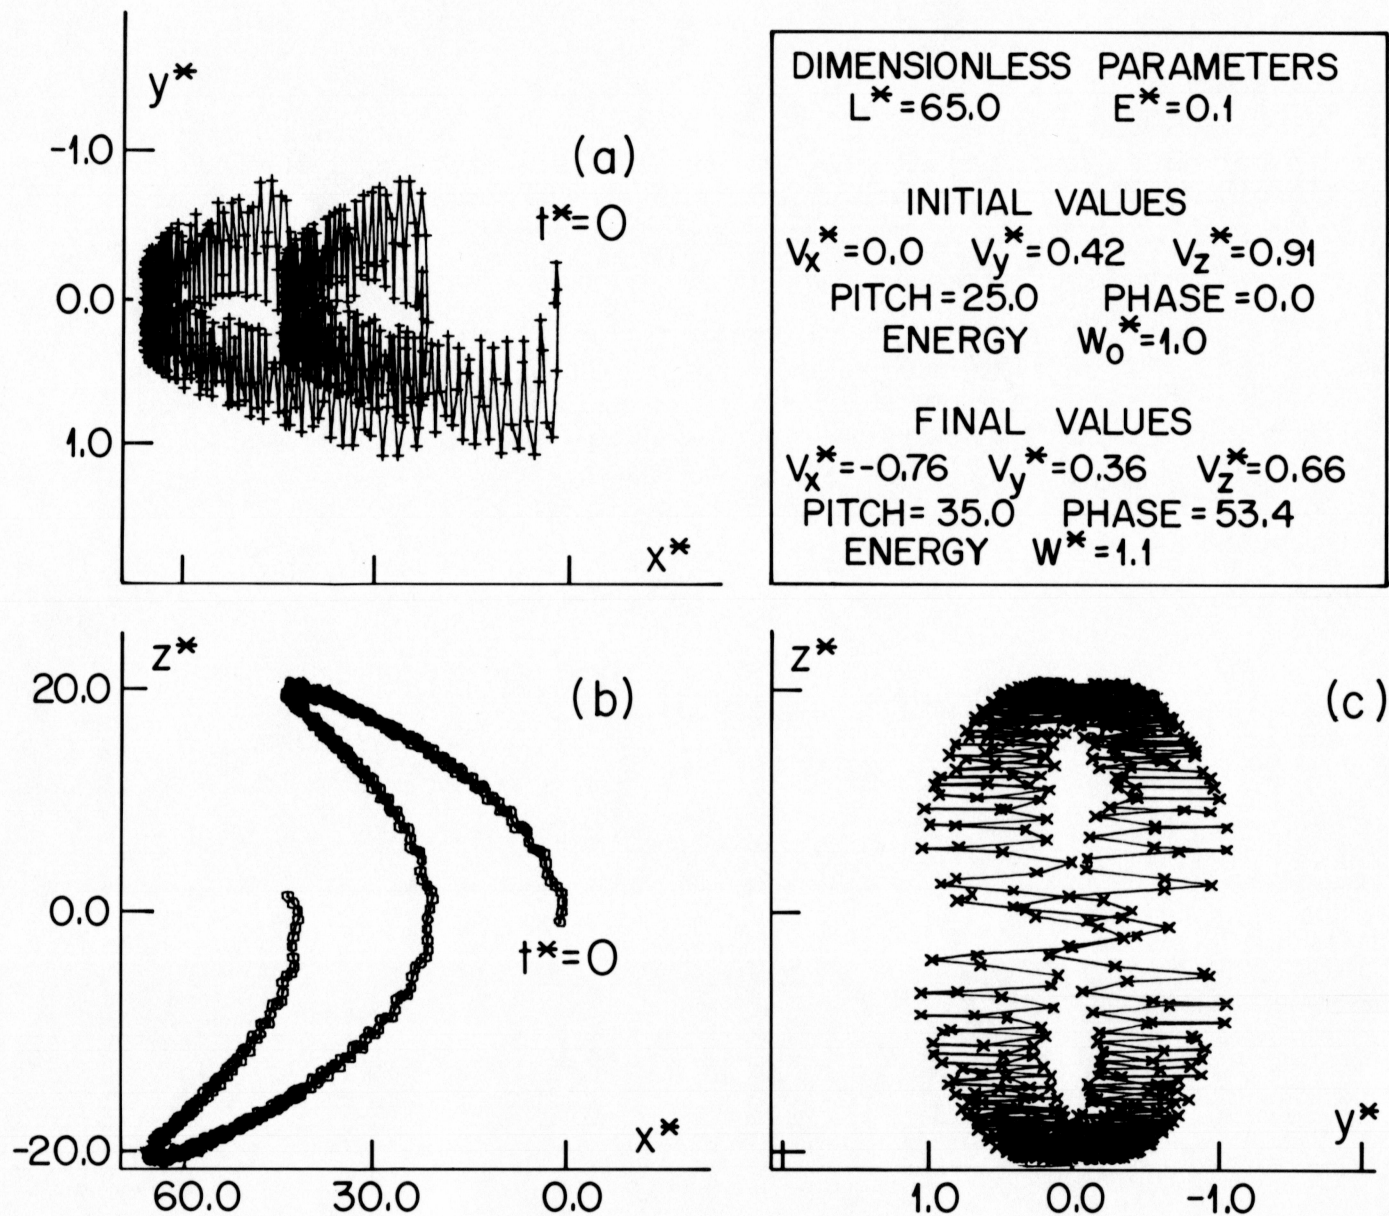 y*
-1.0
(a)
t*=0
0.0
1.0
x*
DIMENSIONLESS PARAMETERS
L*=65.0 E*=0.1
INITIAL VALUES
Vx*=0.0 Vy*=0.42 Vz*=0.91
PITCH=25.0 PHASE=0.0
ENERGY Wo*=1.0
FINAL VALUES
Vx*=-0.76 Vy*=0.36 Vz*=0.66
PITCH=35.0 PHASE=53.4
ENERGY W*=1.1
z*
20.0
(b)
0.0
t*=0
-20.0
x*
60.0 30.0 0.0
z*
(c)
y*
1.0 0.0 -1.0